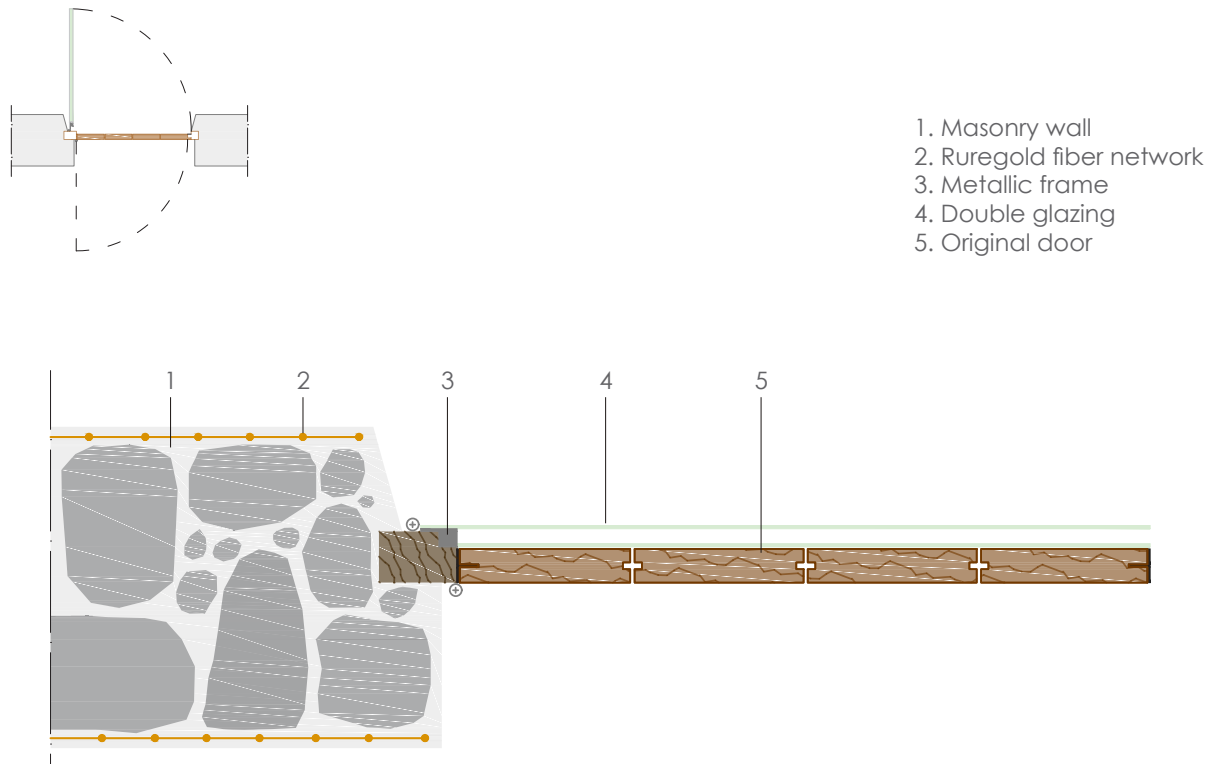 1. Masonry wall
2. Ruregold fiber network
3. Metallic frame
4. Double glazing
5. Original door
1 2 3 4 5